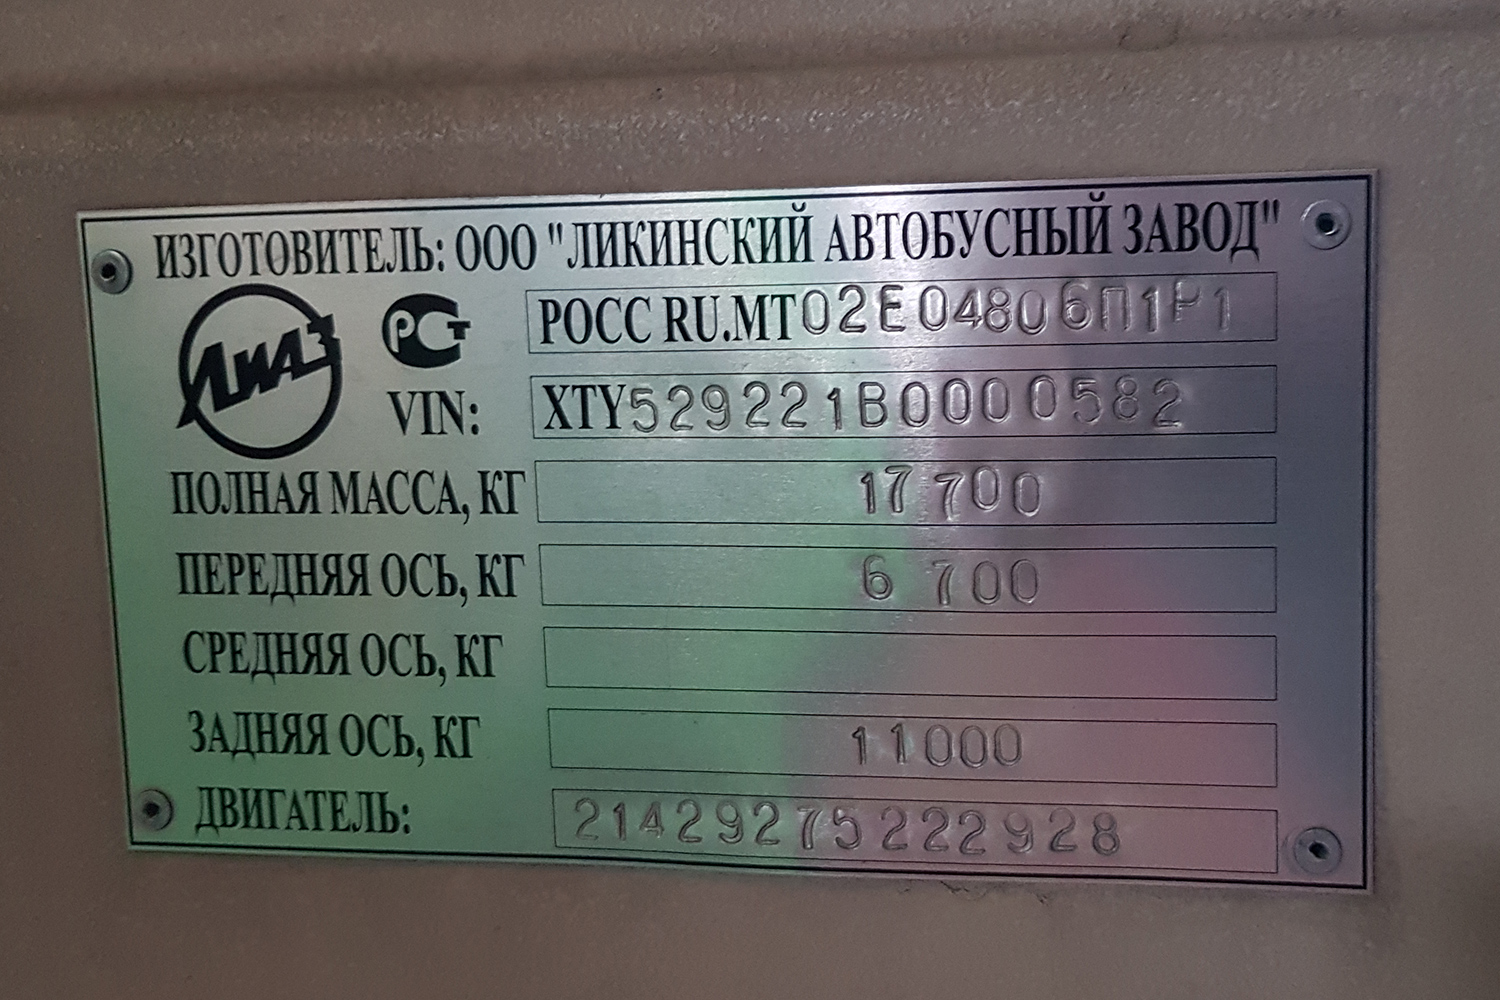 ИЗГОТОВИТЕЛЬ: ООО "ЛИКИНСКИЙ АВТОБУСНЫЙ ЗАВОД"
ЛиАЗ РСТ РОСС RU.МТ02Е04806П1Р1
VIN: XTY529221B0000582
ПОЛНАЯ МАССА, КГ 17 700
ПЕРЕДНЯЯ ОСЬ, КГ 6 700
СРЕДНЯЯ ОСЬ, КГ
ЗАДНЯЯ ОСЬ, КГ 11000
ДВИГАТЕЛЬ: 21429275222928